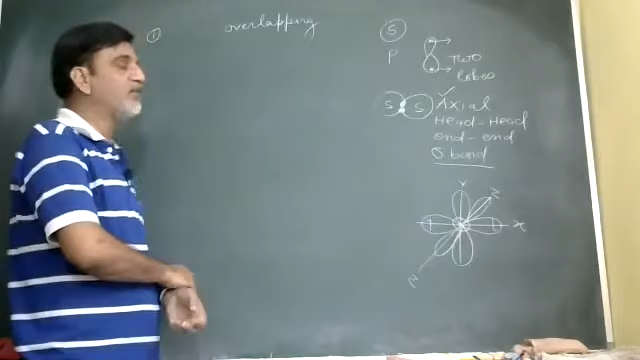 1 overlapping
S
P
Two
lobes
S S Axial
Head-Head
end-end
σ bond
Y
Z
X
Z